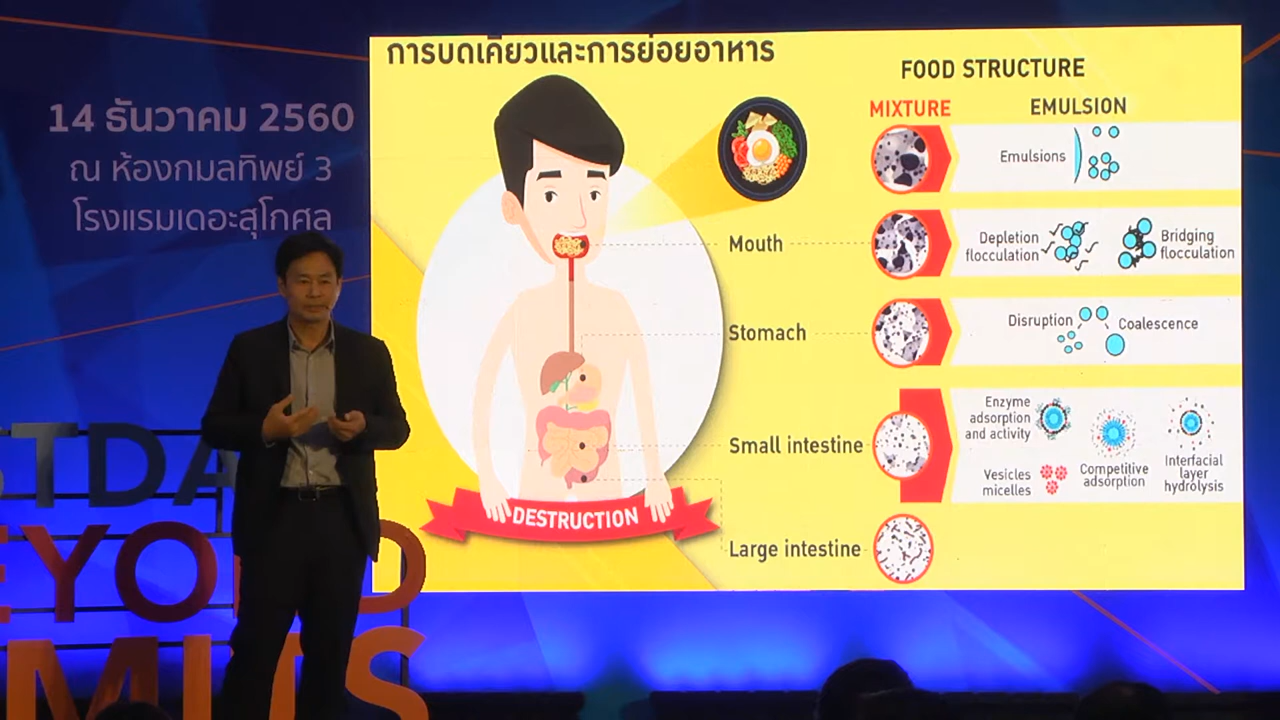 14 ธันวาคม 2560
ณ ห้องกมลทิพย์ 3
โรงแรมเดอะสุโกศล
การบดเคี้ยวและการย่อยอาหาร
FOOD STRUCTURE
MIXTURE
EMULSION
Emulsions
Mouth
Depletion
flocculation
Bridging
flocculation
Stomach
Disruption
Coalescence
Small intestine
Enzyme
adsorption
and activity
Vesicles
micelles
Competitive
adsorption
Interfacial
layer
hydrolysis
DESTRUCTION
Large intestine